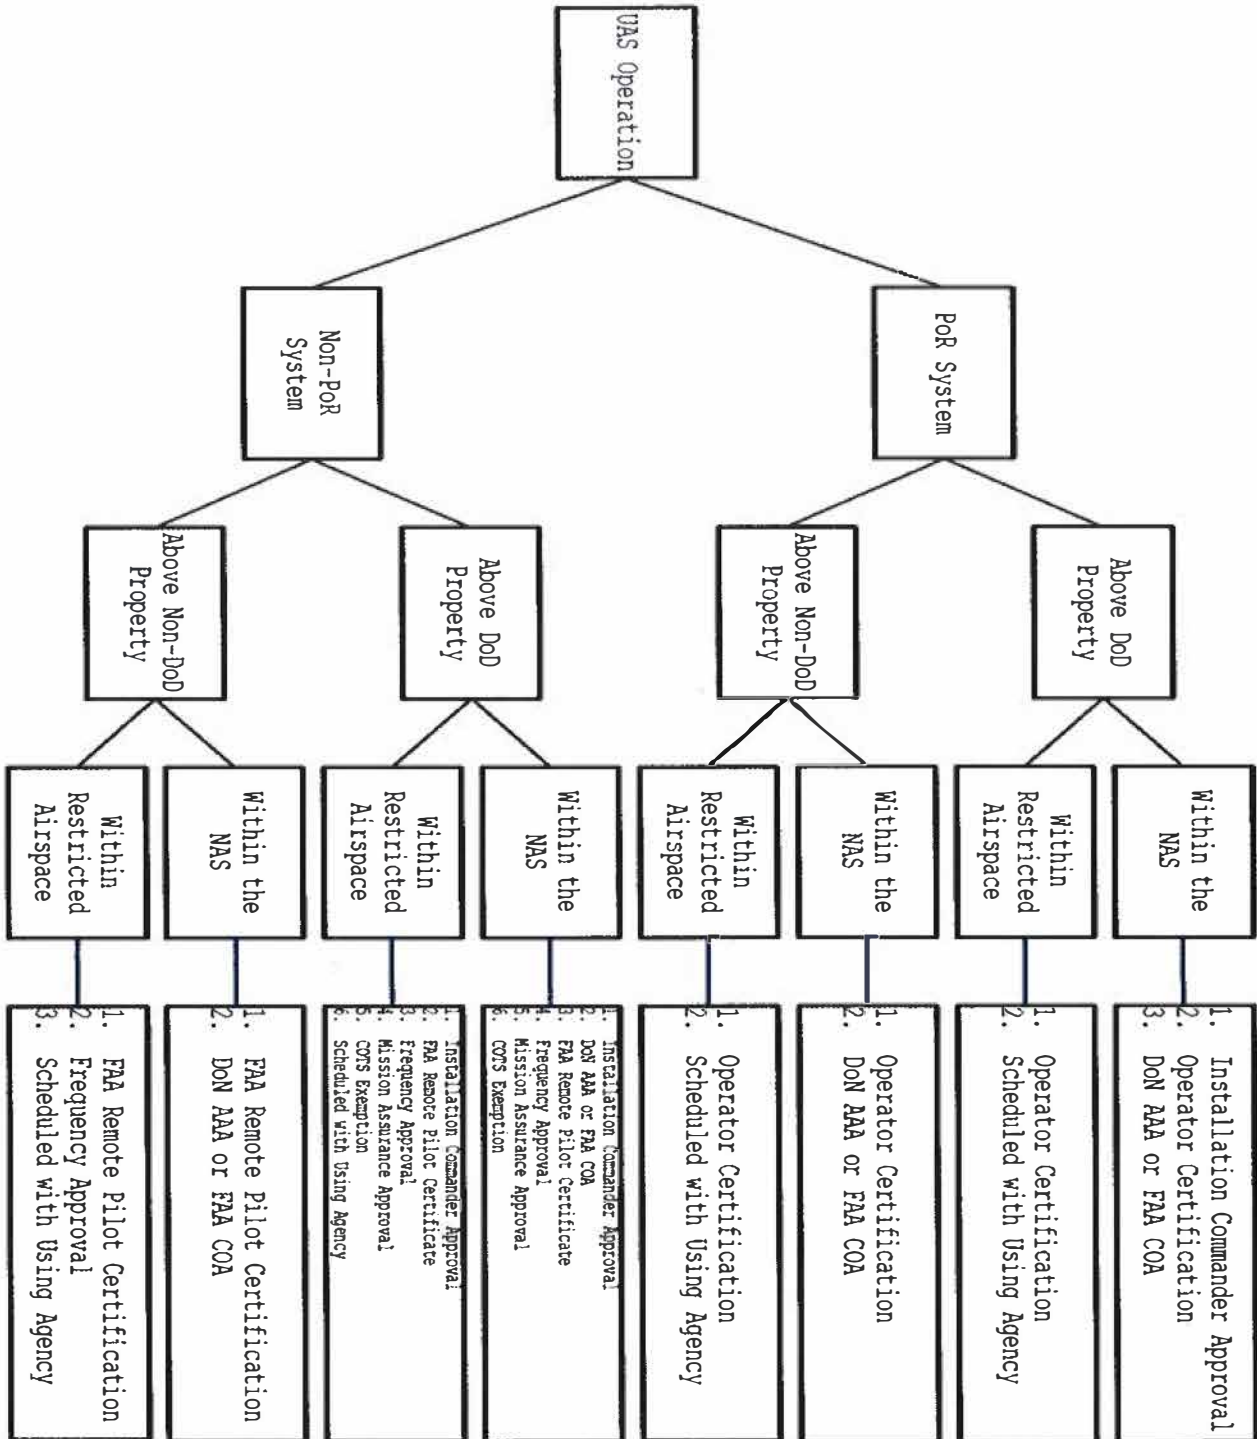 UAS Operation
PoR System
Non-PoR
System
Above DoD
Property
Above Non-DoD
Property
Above DoD
Property
Above Non-DoD
Property
Within the
NAS
Within
Restricted
Airspace
Within the
NAS
Within
Restricted
Airspace
Within the
NAS
Within
Restricted
Airspace
Within the
NAS
Within
Restricted
Airspace
1. Installation Commander Approval
2. Operator Certification
3. DoN AAA or FAA COA
1. Operator Certification
2. Scheduled with Using Agency
1. Operator Certification
2. DoN AAA or FAA COA
1. Operator Certification
2. Scheduled with Using Agency
1. Installation Commander Approval
2. DoN AAA or FAA COA
3. FAA Remote Pilot Certificate
4. Frequency Approval
5. Mission Assurance Approval
6. COTS Exemption
1. Installation Commander Approval
2. FAA Remote Pilot Certificate
3. Frequency Approval
4. Mission Assurance Approval
5. COTS Exemption
6. Scheduled with Using Agency
1. FAA Remote Pilot Certification
2. DoN AAA or FAA COA
1. FAA Remote Pilot Certification
2. Frequency Approval
3. Scheduled with Using Agency